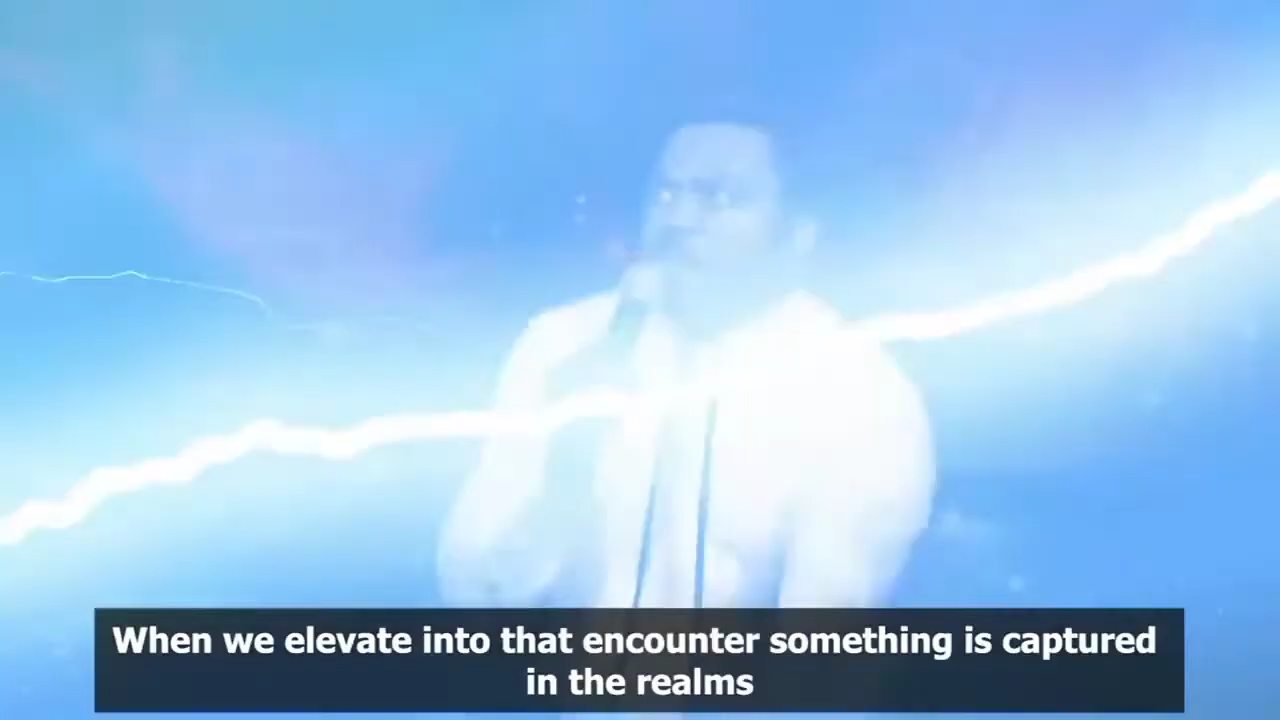 When we elevate into that encounter something is captured
in the realms